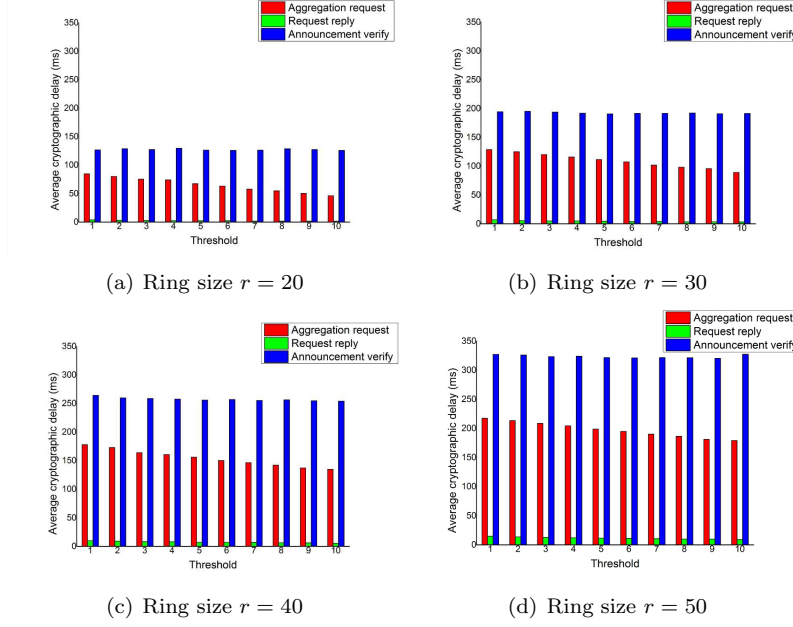 Aggregation request
Request reply
Announcement verify
Average cryptographic delay (ms)
350
300
250
200
150
100
50
0
1 2 3 4 5 6 7 8 9 10
Threshold
(a) Ring size r = 20
Aggregation request
Request reply
Announcement verify
Average cryptographic delay (ms)
350
300
250
200
150
100
50
0
1 2 3 4 5 6 7 8 9 10
Threshold
(b) Ring size r = 30
Aggregation request
Request reply
Announcement verify
Average cryptographic delay (ms)
350
300
250
200
150
100
50
0
1 2 3 4 5 6 7 8 9 10
Threshold
(c) Ring size r = 40
Aggregation request
Request reply
Announcement verify
Average cryptographic delay (ms)
350
300
250
200
150
100
50
0
1 2 3 4 5 6 7 8 9 10
Threshold
(d) Ring size r = 50